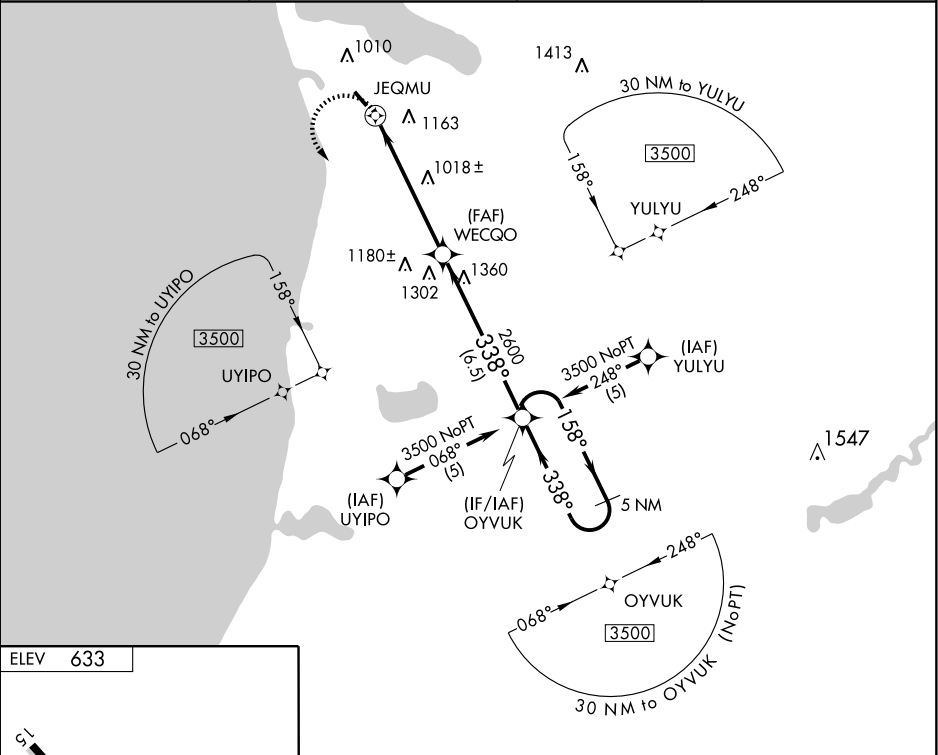 1010
1413
JEQMU
1163
30 NM to YULYU
3500
158°
248°
YULYU
1018 ±
(FAF)
WECQO
1180±
1302
1360
30 NM to UYIPO
158°
3500
UYIPO
068°
2600
338°
(6.5)
3500 NoPT
248°
(5)
(IAF)
YULYU
3500 NoPT
068°
(5)
(IAF)
UYIPO
158°
338°
5 NM
(IF/IAF)
OYVUK
1547
248°
068°
OYVUK
3500
30 NM to OYVUK (NoPT)
ELEV 633
15